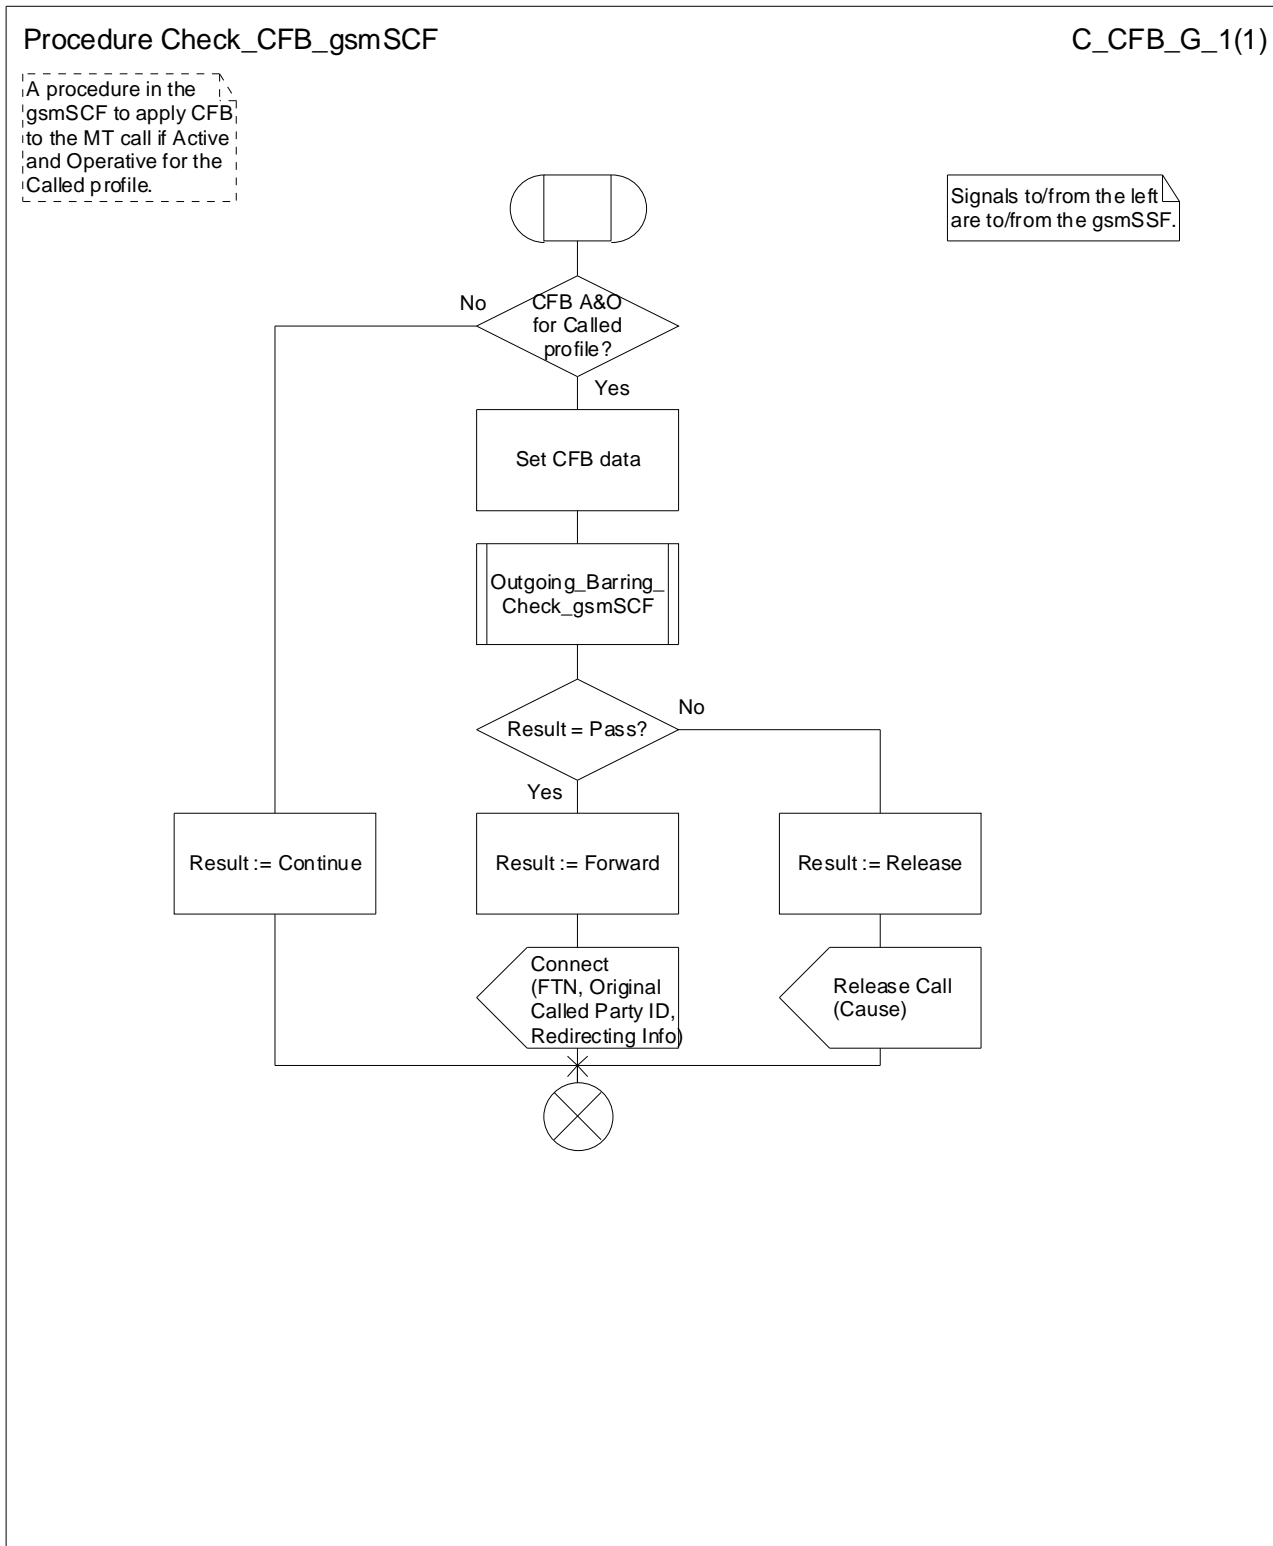 Procedure Check_CFB_gsmSCF
C_CFB_G_1(1)
A procedure in the
gsmSCF to apply CFB
to the MT call if Active
and Operative for the
Called profile.
Signals to/from the left
are to/from the gsmSSF.
No
CFB A&O
for Called
profile?
Yes
Set CFB data
Outgoing_Barring_
Check_gsmSCF
Result = Pass?
No
Yes
Result := Continue
Result := Forward
Result := Release
Connect
(FTN, Original
Called Party ID,
Redirecting Info)
Release Call
(Cause)